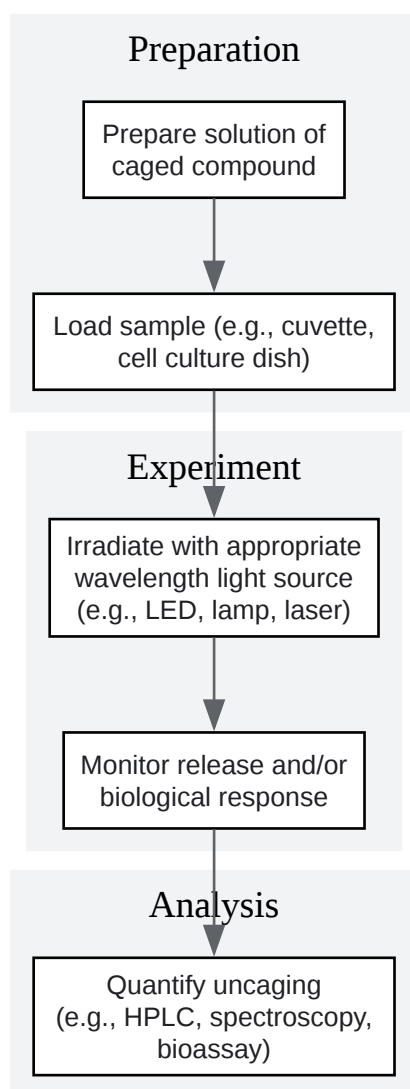 Preparation
Prepare solution of
caged compound
Load sample (e.g., cuvette,
cell culture dish)
Experiment
Irradiate with appropriate
wavelength light source
(e.g., LED, lamp, laser)
Monitor release and/or
biological response
Analysis
Quantify uncaging
(e.g., HPLC, spectroscopy,
bioassay)